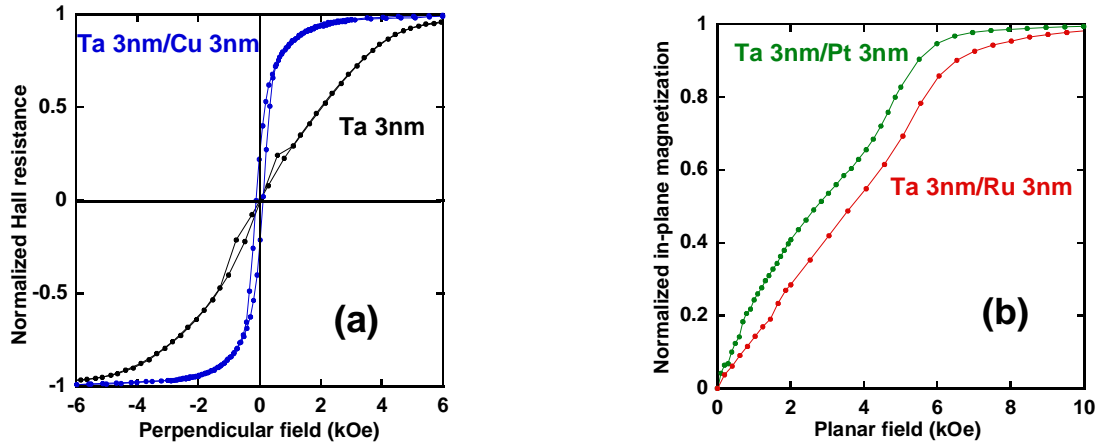 Normalized Hall resistance
1
0.5
0
-0.5
-1
-6
-4
-2
0
2
4
6
Perpendicular field (kOe)
Ta 3nm/Cu 3nm
Ta 3nm
(a)
Normalized in-plane magnetization
1
0.8
0.6
0.4
0.2
0
0
2
4
6
8
10
Planar field (kOe)
Ta 3nm/Pt 3nm
Ta 3nm/Ru 3nm
(b)